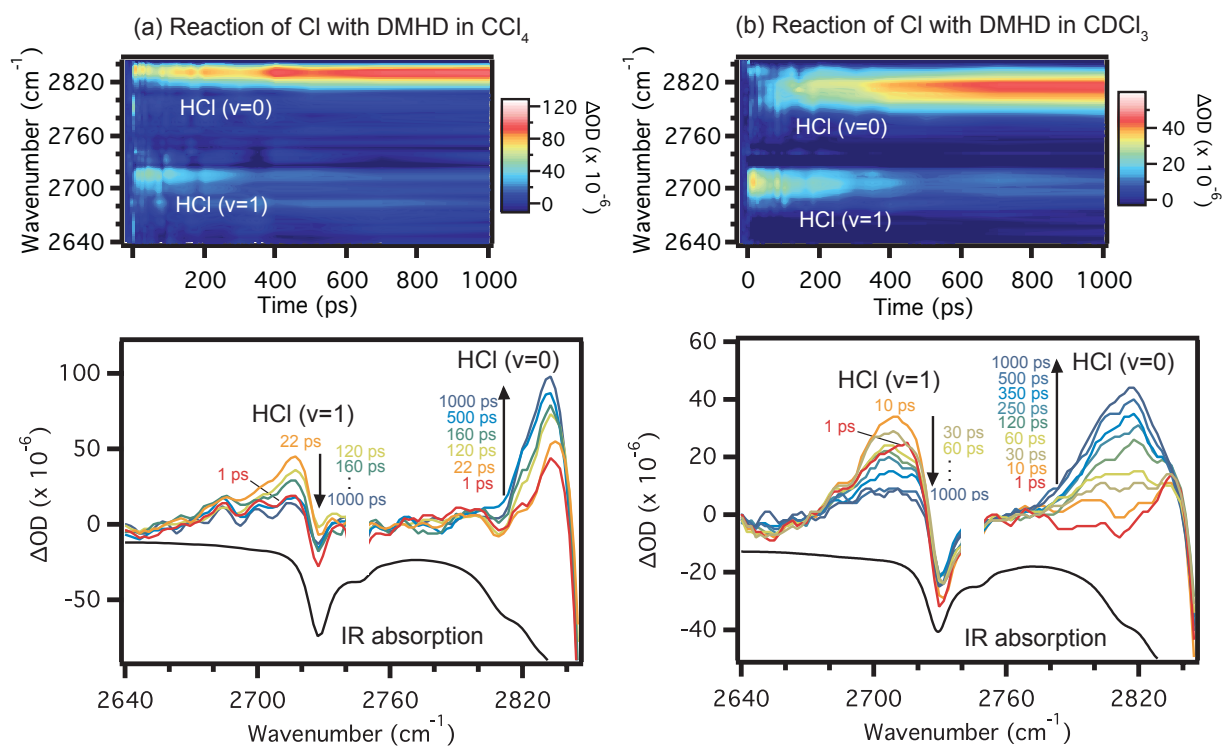 (a) Reaction of Cl with DMHD in CCl₄
Wavenumber (cm⁻¹)
2820
2760
2700
2640
HCl (v=0)
HCl (v=1)
0
200
400
600
800
1000
Time (ps)
120
80
40
0
ΔOD (x 10⁻⁶)
(b) Reaction of Cl with DMHD in CDCl₃
Wavenumber (cm⁻¹)
2820
2760
2700
2640
HCl (v=0)
HCl (v=1)
0
200
400
600
800
1000
Time (ps)
40
20
0
ΔOD (x 10⁻⁶)
ΔOD (x 10⁻⁶)
100
50
0
-50
HCl (v=1)
22 ps
1 ps
120 ps
160 ps
:
1000 ps
HCl (v=0)
1000 ps
500 ps
160 ps
120 ps
22 ps
1 ps
IR absorption
2640
2700
2760
2820
Wavenumber (cm⁻¹)
ΔOD (x 10⁻⁶)
60
40
20
0
-20
-40
HCl (v=1)
10 ps
1 ps
30 ps
60 ps
:
1000 ps
HCl (v=0)
1000 ps
500 ps
350 ps
250 ps
120 ps
60 ps
30 ps
10 ps
1 ps
IR absorption
2640
2700
2760
2820
Wavenumber (cm⁻¹)